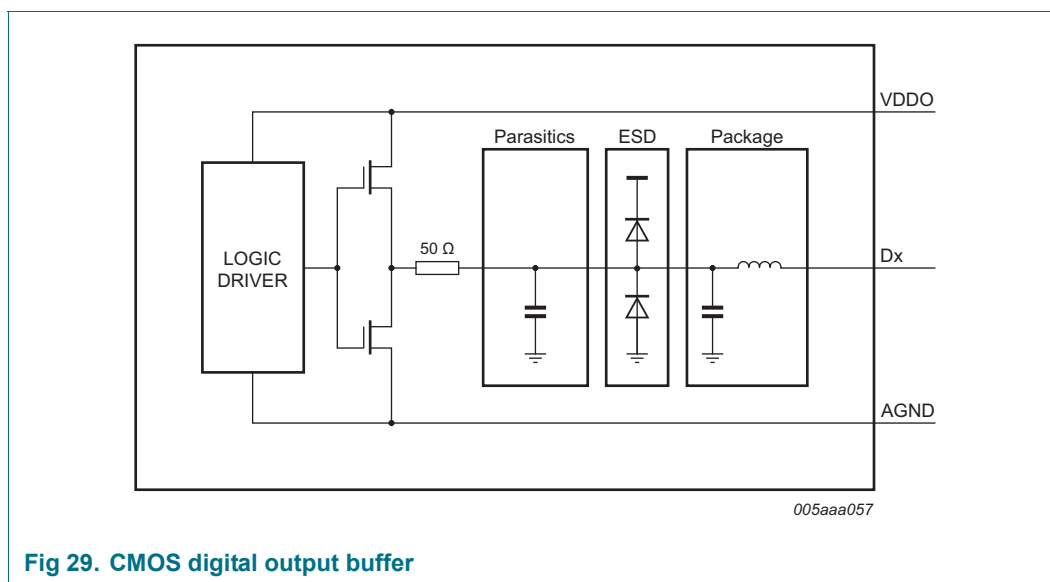 VDDO
Parasitics ESD Package
50 Ω
LOGIC
DRIVER
Dx
AGND
005aaa057
Fig 29. CMOS digital output buffer